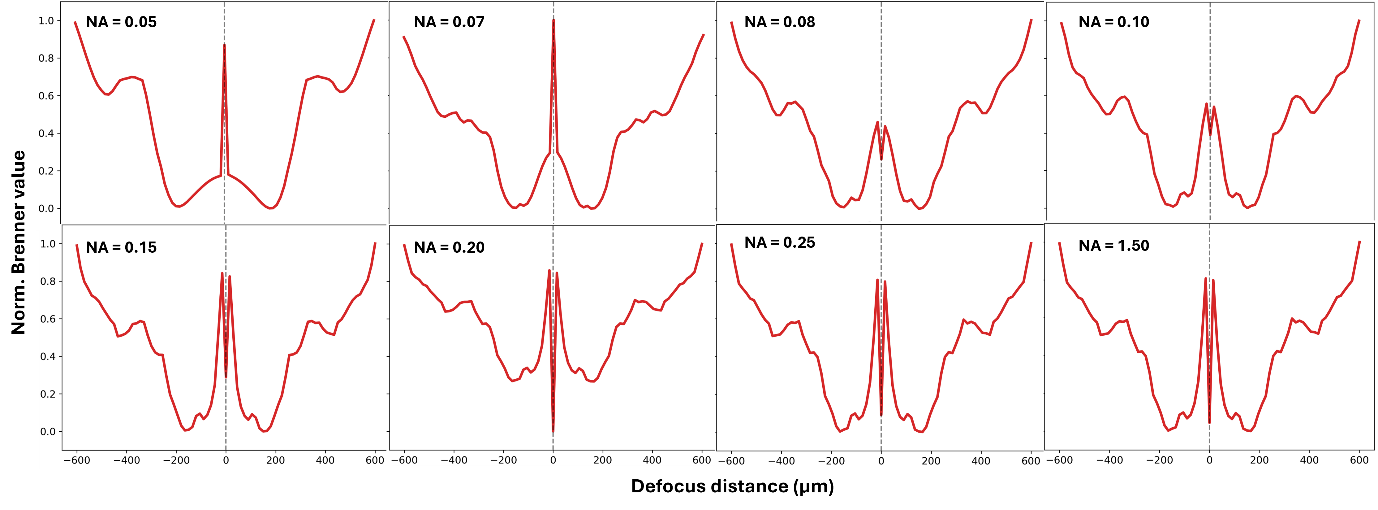 NA = 0.05
NA = 0.07
NA = 0.08
NA = 0.10
1.0
0.8
0.6
0.4
0.2
0.0
NA = 0.15
NA = 0.20
NA = 0.25
NA = 1.50
1.0
0.8
0.6
0.4
0.2
0.0
Norm. Brenner value
−600 −400 −200 0 200 400 600
−600 −400 −200 0 200 400 600
−600 −400 −200 0 200 400 600
−600 −400 −200 0 200 400 600
Defocus distance (μm)